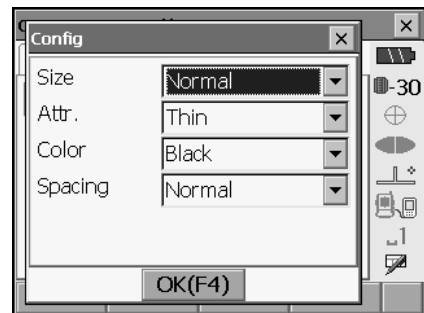 Config
Size Normal
Attr. Thin
Color Black
Spacing Normal
OK(F4)
-30
1